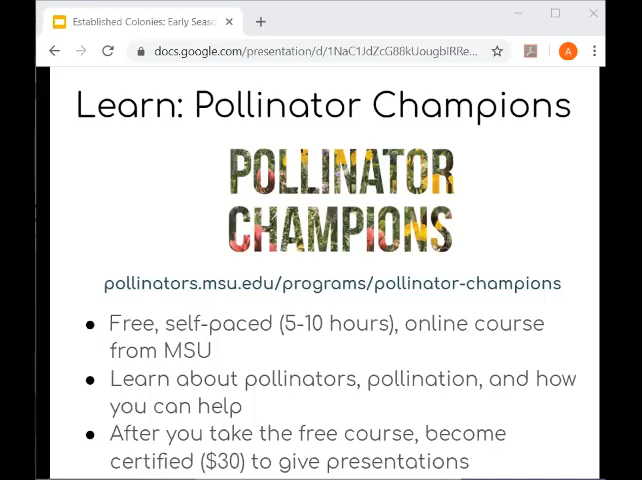 Established Colonies: Early Seaso
docs.google.com/presentation/d/1NaC1JdZcG88kUougbIRRe...
A
Learn: Pollinator Champions
POLLINATOR
CHAMPIONS
pollinators.msu.edu/programs/pollinator-champions
● Free, self-paced (5-10 hours), online course
from MSU
● Learn about pollinators, pollination, and how
you can help
● After you take the free course, become
certified ($30) to give presentations